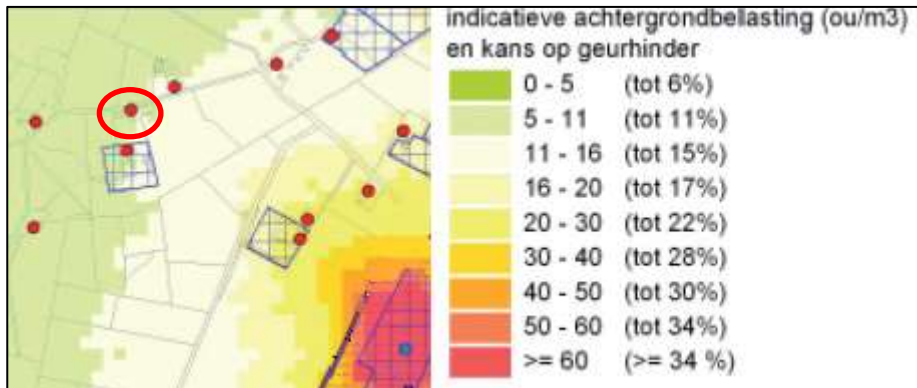 indicatieve achtergrondbelasting (ou/m3)
en kans op geurhinder
0 - 5 (tot 6%)
5 - 11 (tot 11%)
11 - 16 (tot 15%)
16 - 20 (tot 17%)
20 - 30 (tot 22%)
30 - 40 (tot 28%)
40 - 50 (tot 30%)
50 - 60 (tot 34%)
>= 60 (>= 34 %)